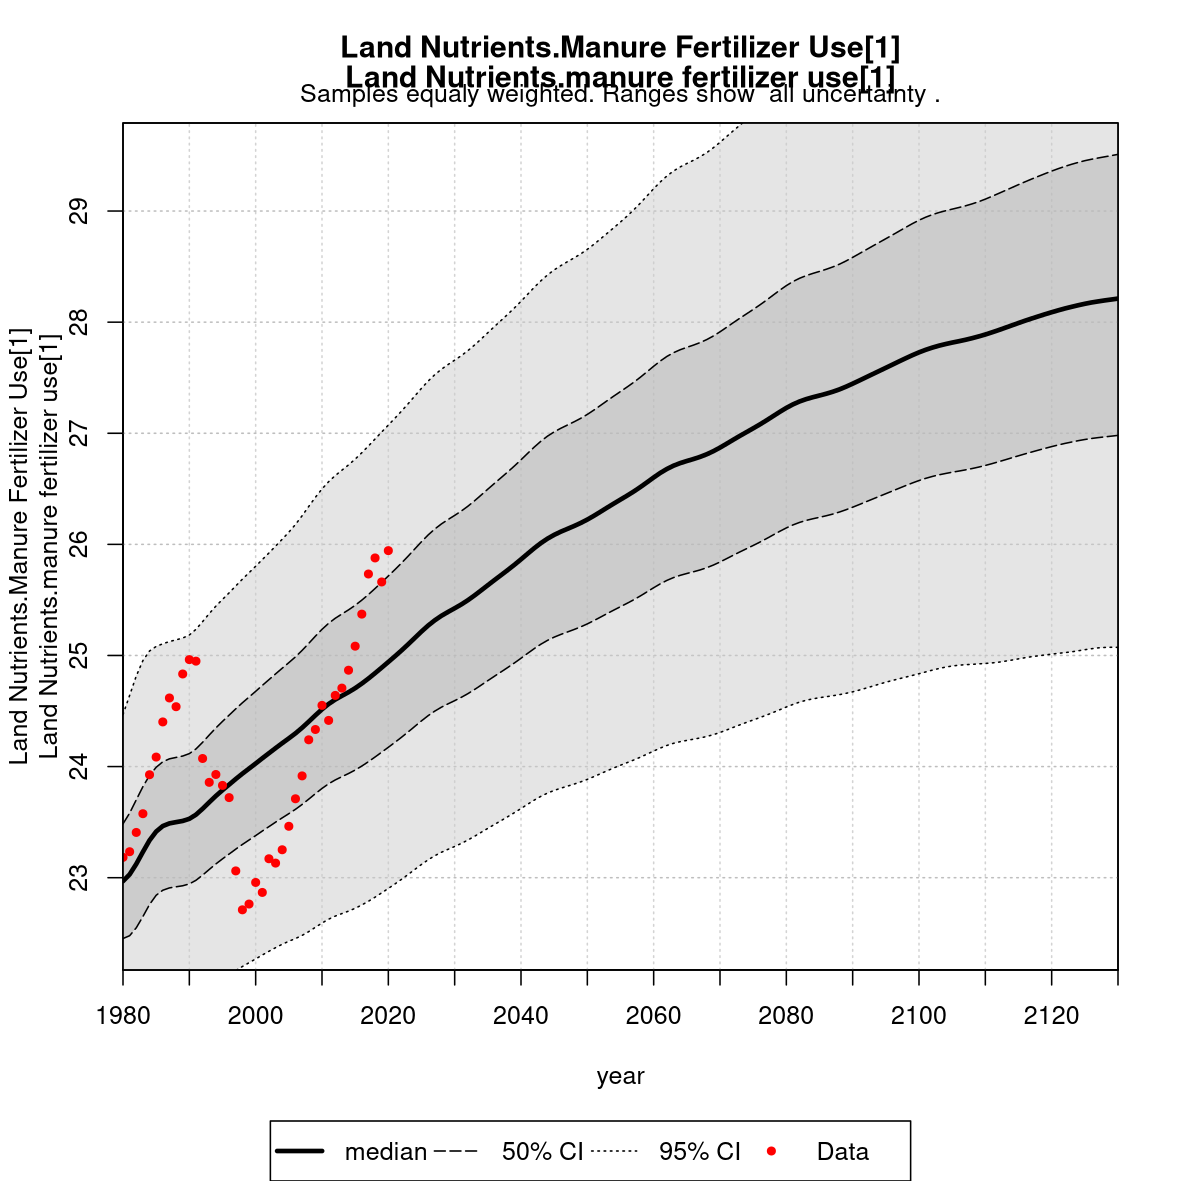 Land Nutrients.Manure Fertilizer Use[1]
Land Nutrients.manure fertilizer use[1]
Samples equaly weighted. Ranges show  all uncertainty .
Land Nutrients.Manure Fertilizer Use[1]
Land Nutrients.manure fertilizer use[1]
29
28
27
26
25
24
23
1980 2000 2020 2040 2060 2080 2100 2120
year
median 50% CI 95% CI Data